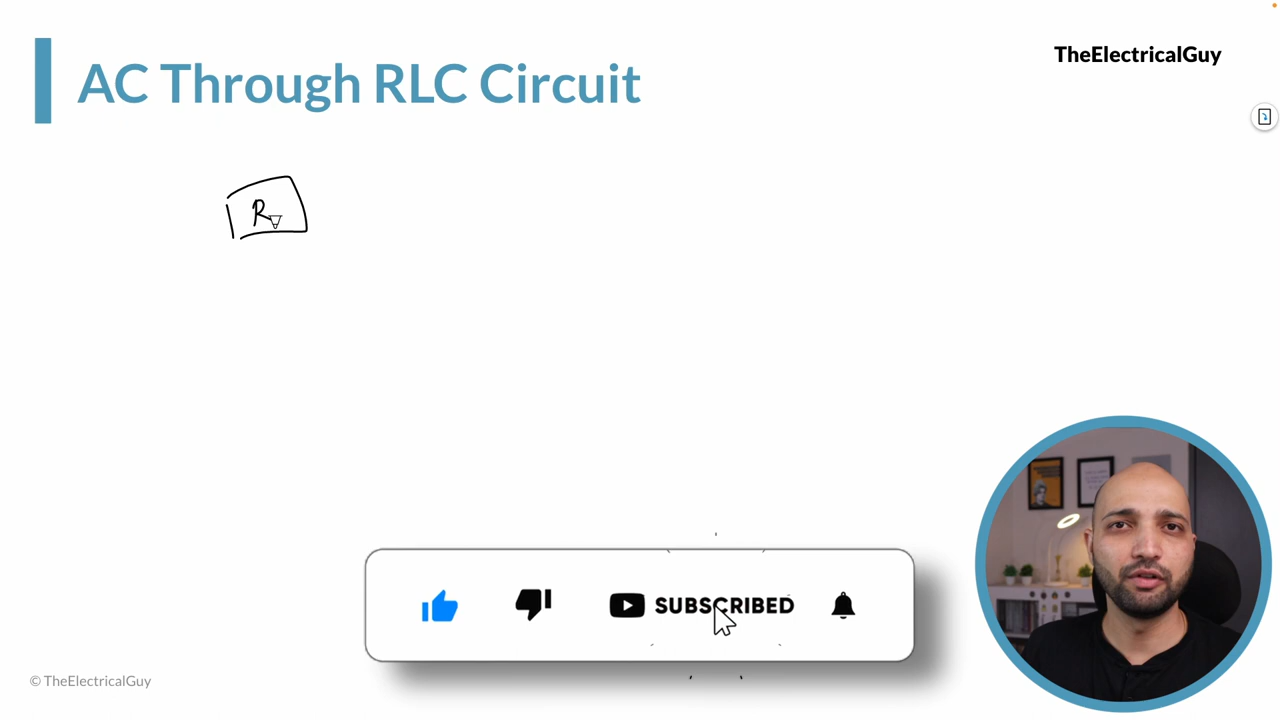 TheElectricalGuy
AC Through RLC Circuit
R
SUBSCRIBED
© TheElectricalGuy